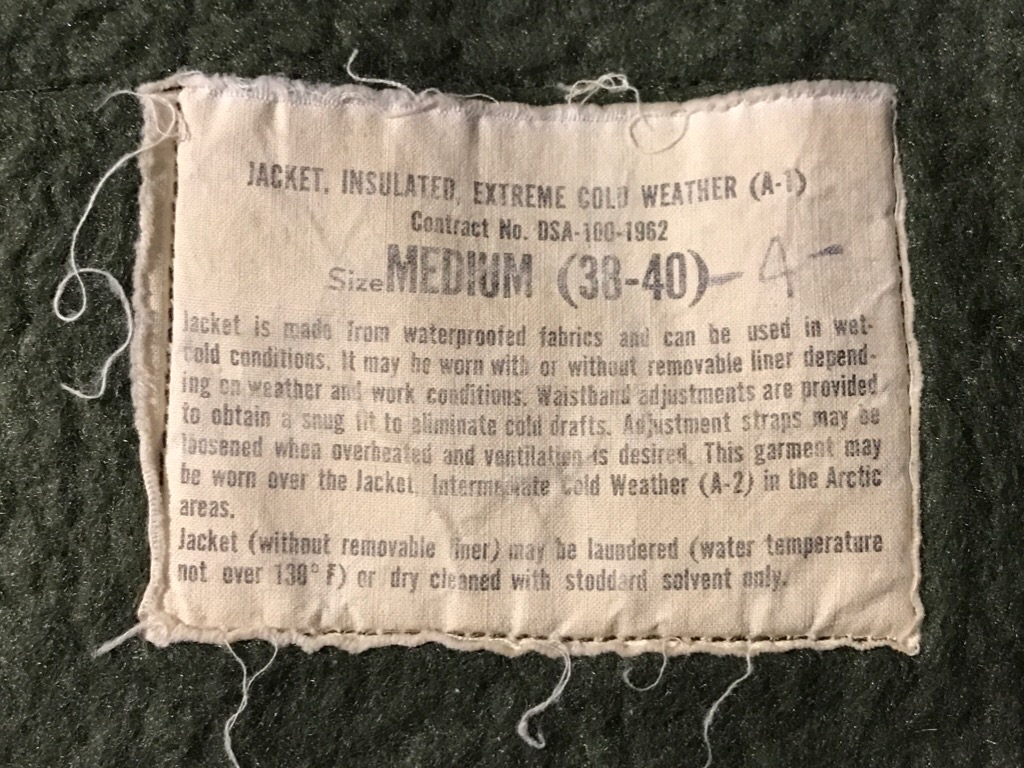 JACKET, INSULATED, EXTREME COLD WEATHER (A-1)
Contract No. DSA-100-1962
Size MEDIUM (38-40) - 4 -
Jacket is made from waterproofed fabrics and can be used in wet-
cold conditions. It may be worn with or without removable liner depend-
ing on weather and work conditions. Waistband adjustments are provided
to obtain a snug fit to eliminate cold drafts. Adjustment straps may be
loosened when overheated and ventilation is desired. This garment may
be worn over the Jacket, Intermediate Cold Weather (A-2) in the Arctic
areas.
Jacket (without removable liner) may be laundered (water temperature
not over 130° F) or dry cleaned with stoddard solvent only.